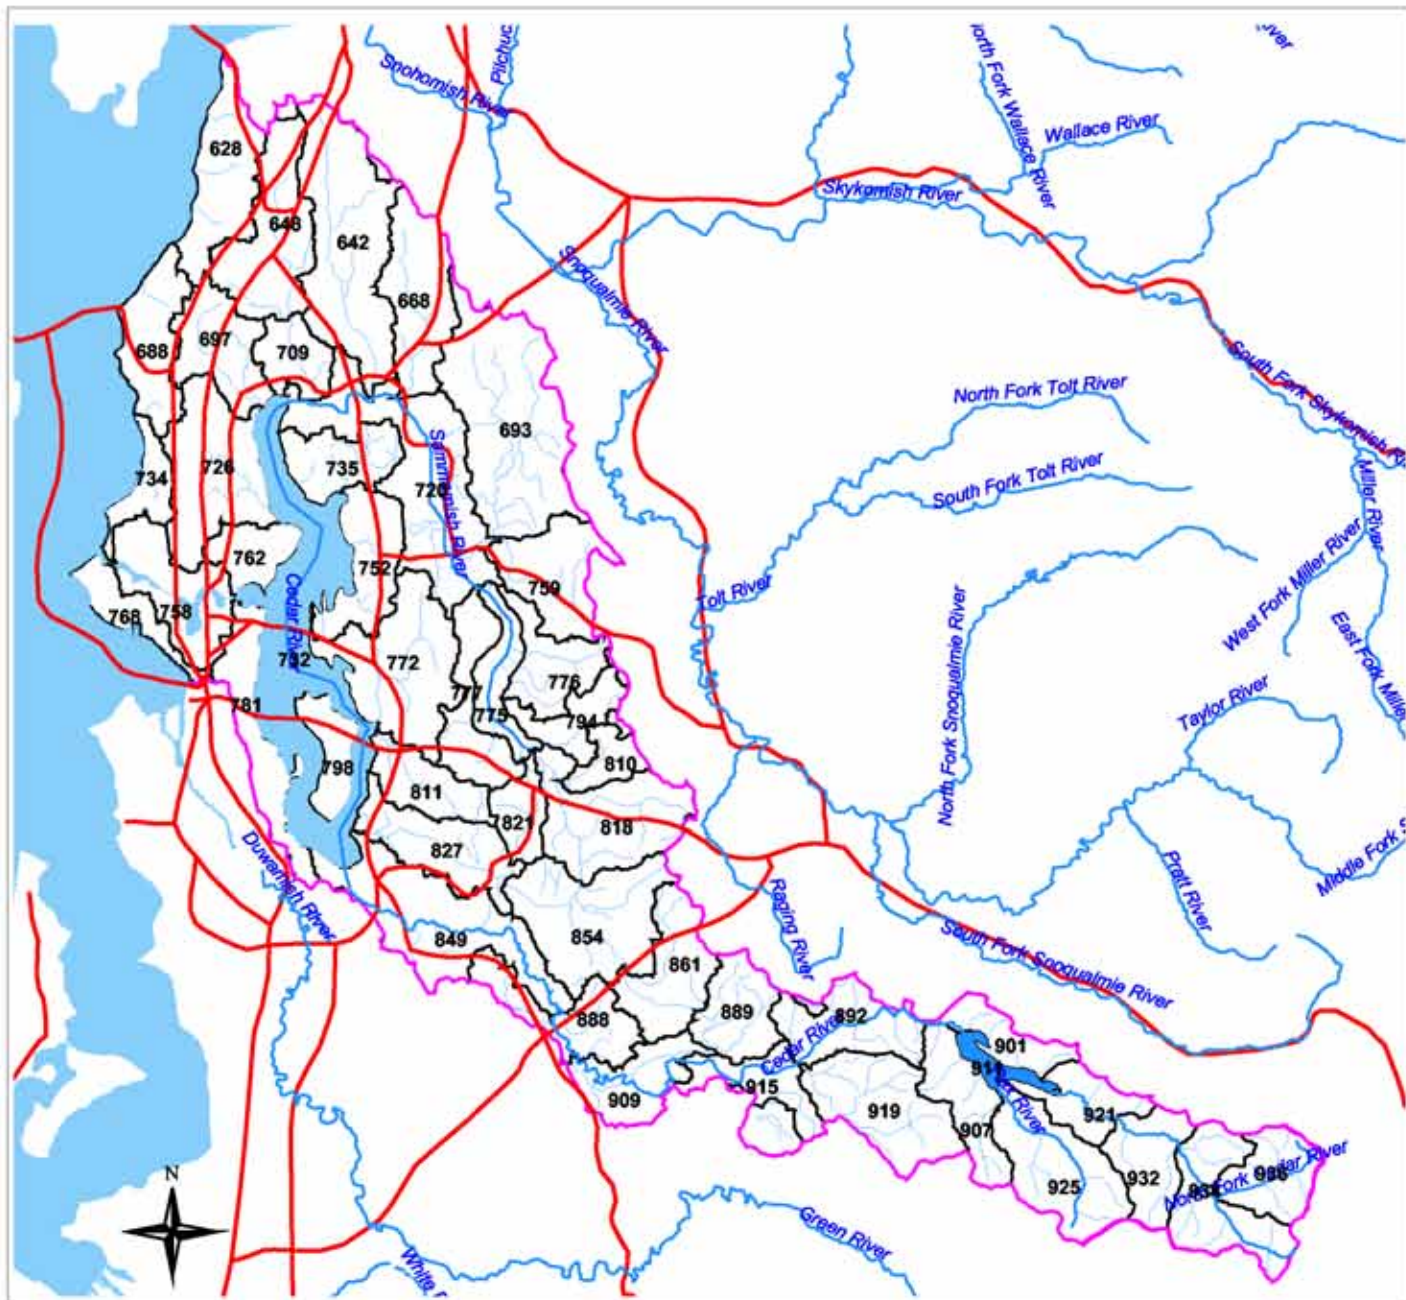 Snohomish River
Pilchuc
North Fork Wallace River
Wallace River
Skykomish River
628
648
642
668
Snoqualmie River
688
697
709
South Fork Skykomish Ri
North Fork Tolt River
693
734
726
735
720
Sammamish River
South Fork Tolt River
Miller River
West Fork Miller River
762
752
759
Tolt River
768
758
Cedar River
772
776
777
775
794
781
798
810
North Fork Snoqualmie River
East Fork Miller
Taylor River
811
821
818
827
Duwamish River
Pratt River
Middle Fork S
Raging River
849
854
861
South Fork Snoqualmie River
888
889
892
Cedar River
901
909
915
919
907
921
925
932
North Fork Cedar River
N
Green River
White